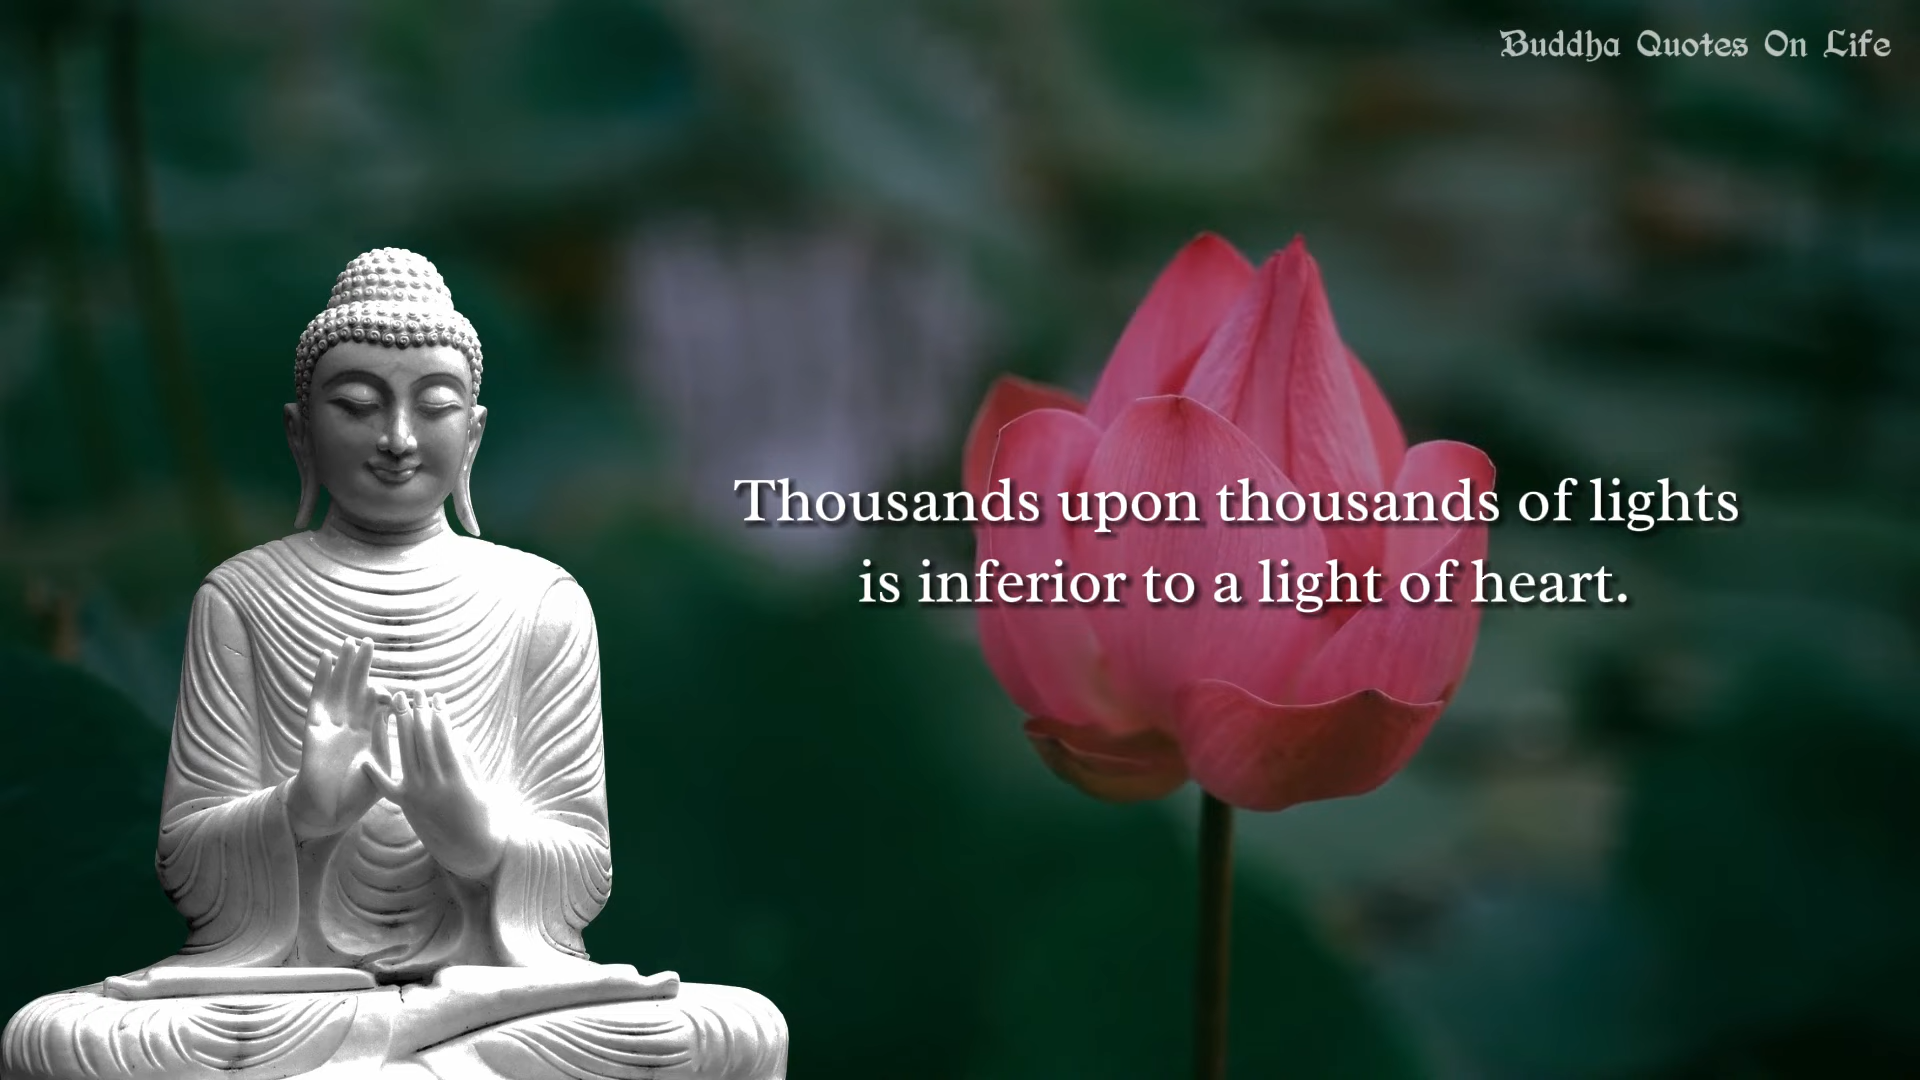 Buddha Quotes On Life
Thousands upon thousands of lights
is inferior to a light of heart.